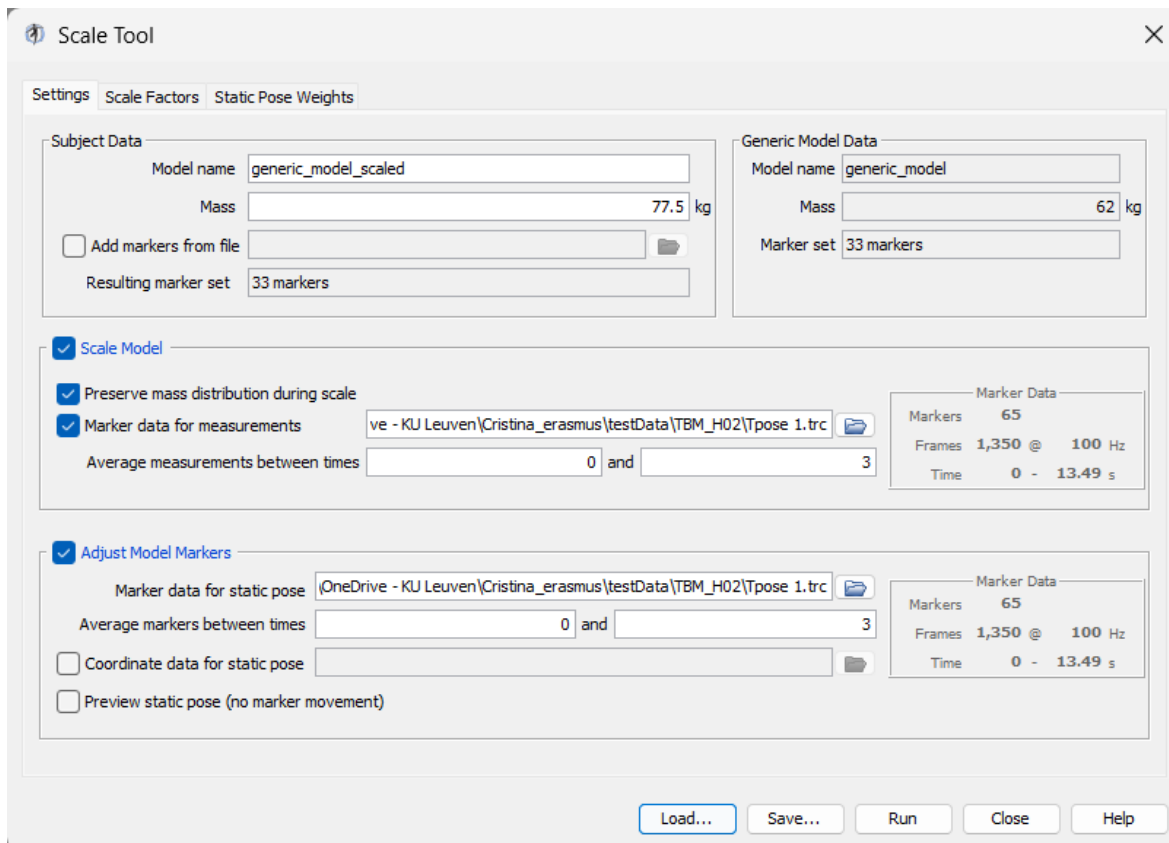 Scale Tool
Settings Scale Factors Static Pose Weights
Subject Data
Model name generic_model_scaled
Mass 77.5 kg
Add markers from file
Resulting marker set 33 markers
Generic Model Data
Model name generic_model
Mass 62 kg
Marker set 33 markers
Scale Model
Preserve mass distribution during scale
Marker data for measurements ve - KU Leuven\Cristina_erasmus\testData\TBM_H02\Tpose 1.trc
Average measurements between times 0 and 3
Marker Data
Markers 65
Frames 1,350 @ 100 Hz
Time 0 - 13.49 s
Adjust Model Markers
Marker data for static pose \OneDrive - KU Leuven\Cristina_erasmus\testData\TBM_H02\Tpose 1.trc
Average markers between times 0 and 3
Coordinate data for static pose
Preview static pose (no marker movement)
Marker Data
Markers 65
Frames 1,350 @ 100 Hz
Time 0 - 13.49 s
Load... Save... Run Close Help